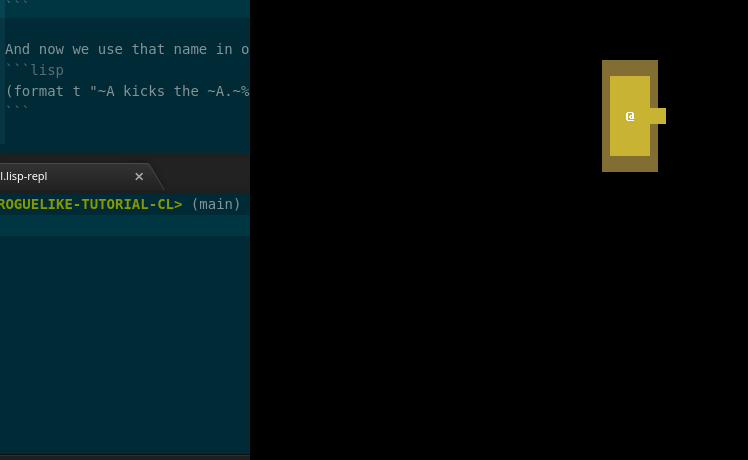 ```
And now we use that name in o
```lisp
(format t "~A kicks the ~A.~%
```
l.lisp-repl ×
ROGUELIKE-TUTORIAL-CL> (main)
@